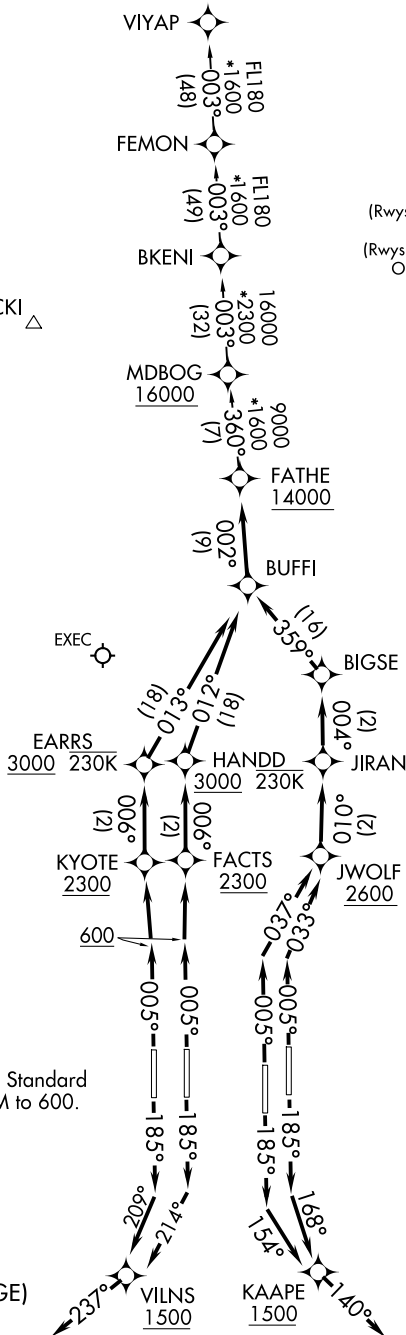 VIYAP
FL180
*1600
003°
(48)
FEMON
FL180
*1600
003°
(49)
(Rwys
BKENI
(Rwys
O
16000
*2300
003°
(32)
CKI
MDBOG
16000
9000
*1600
360°
(7)
FATHE
14000
002°
(9)
BUFFI
(16)
359°
EXEC
BIGSE
(18)
013°
012°
(18)
004°
(2)
EARRS
3000 230K
HANDD
3000 230K
JIRAN
006°
(2)
006°
(2)
010°
(2)
KYOTE
2300
FACTS
2300
JWOLF
2600
600
037°
033°
005°
005°
005°
005°
Standard
M to 600.
185°
185°
185°
185°
209°
214°
154°
168°
GE)
237°
VILNS
1500
KAAPE
1500
140°